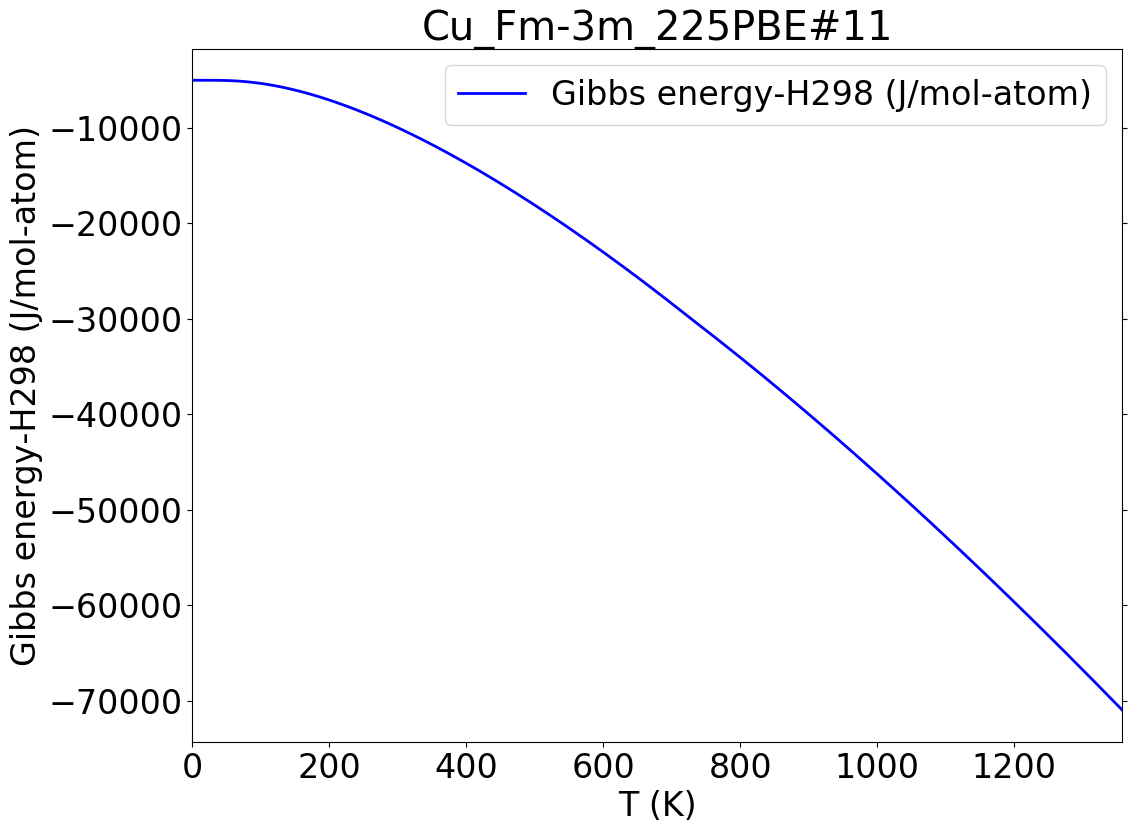 Cu_Fm-3m_225PBE#11
Gibbs energy-H298 (J/mol-atom)
Gibbs energy-H298 (J/mol-atom)
−10000
−20000
−30000
−40000
−50000
−60000
−70000
0 200 400 600 800 1000 1200
T (K)